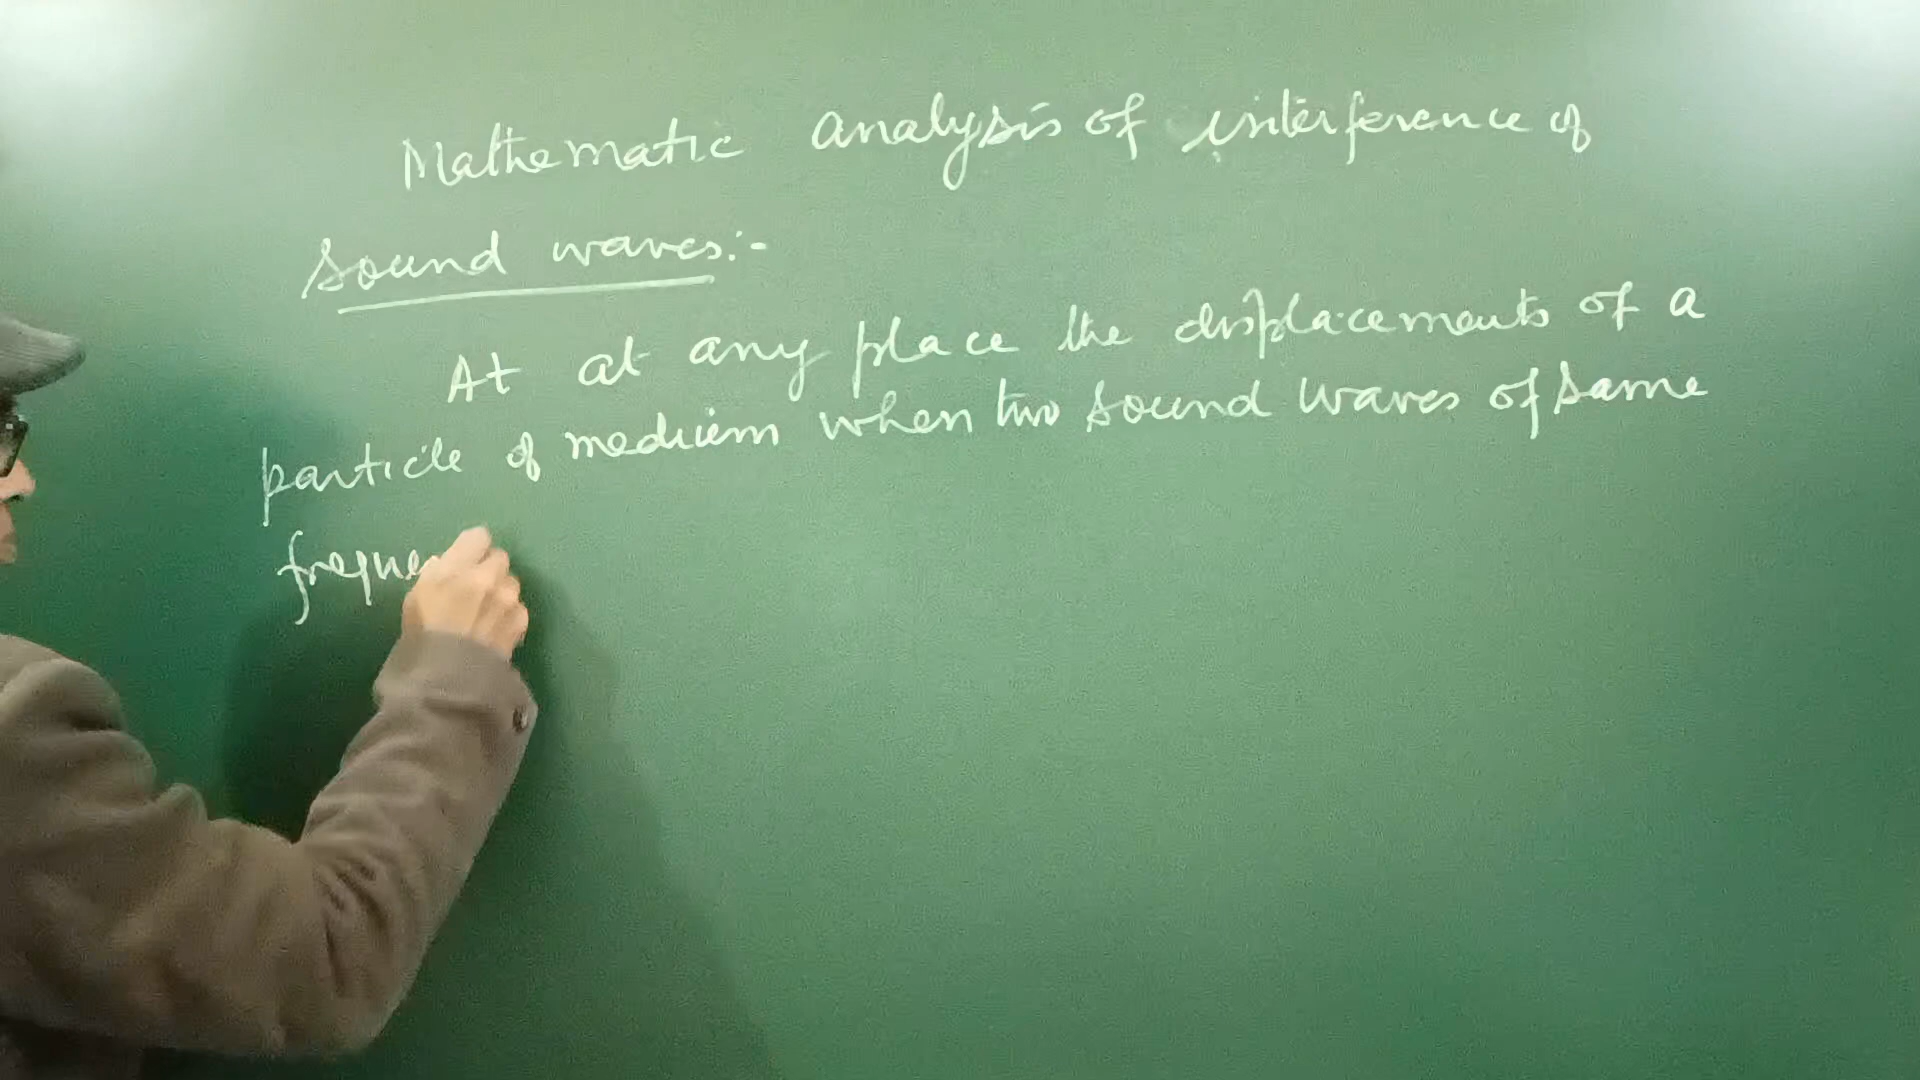 Mathematic analysis of interference of
sound waves:-
At at any place the displacements of a
particle of medium when two sound waves of same
freque